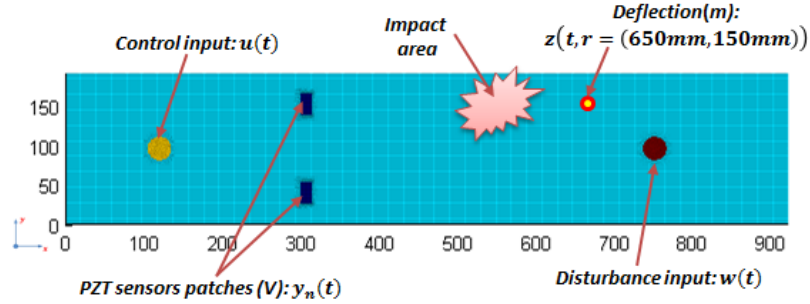 Control input: u(t)
Impact
area
Deflection(m):
z(t, r = (650mm, 150mm))
150
100
50
0
0 100 200 300 400 500 600 700 800
y
x
PZT sensors patches (V): yₙ(t)
Disturbance input: w(t)